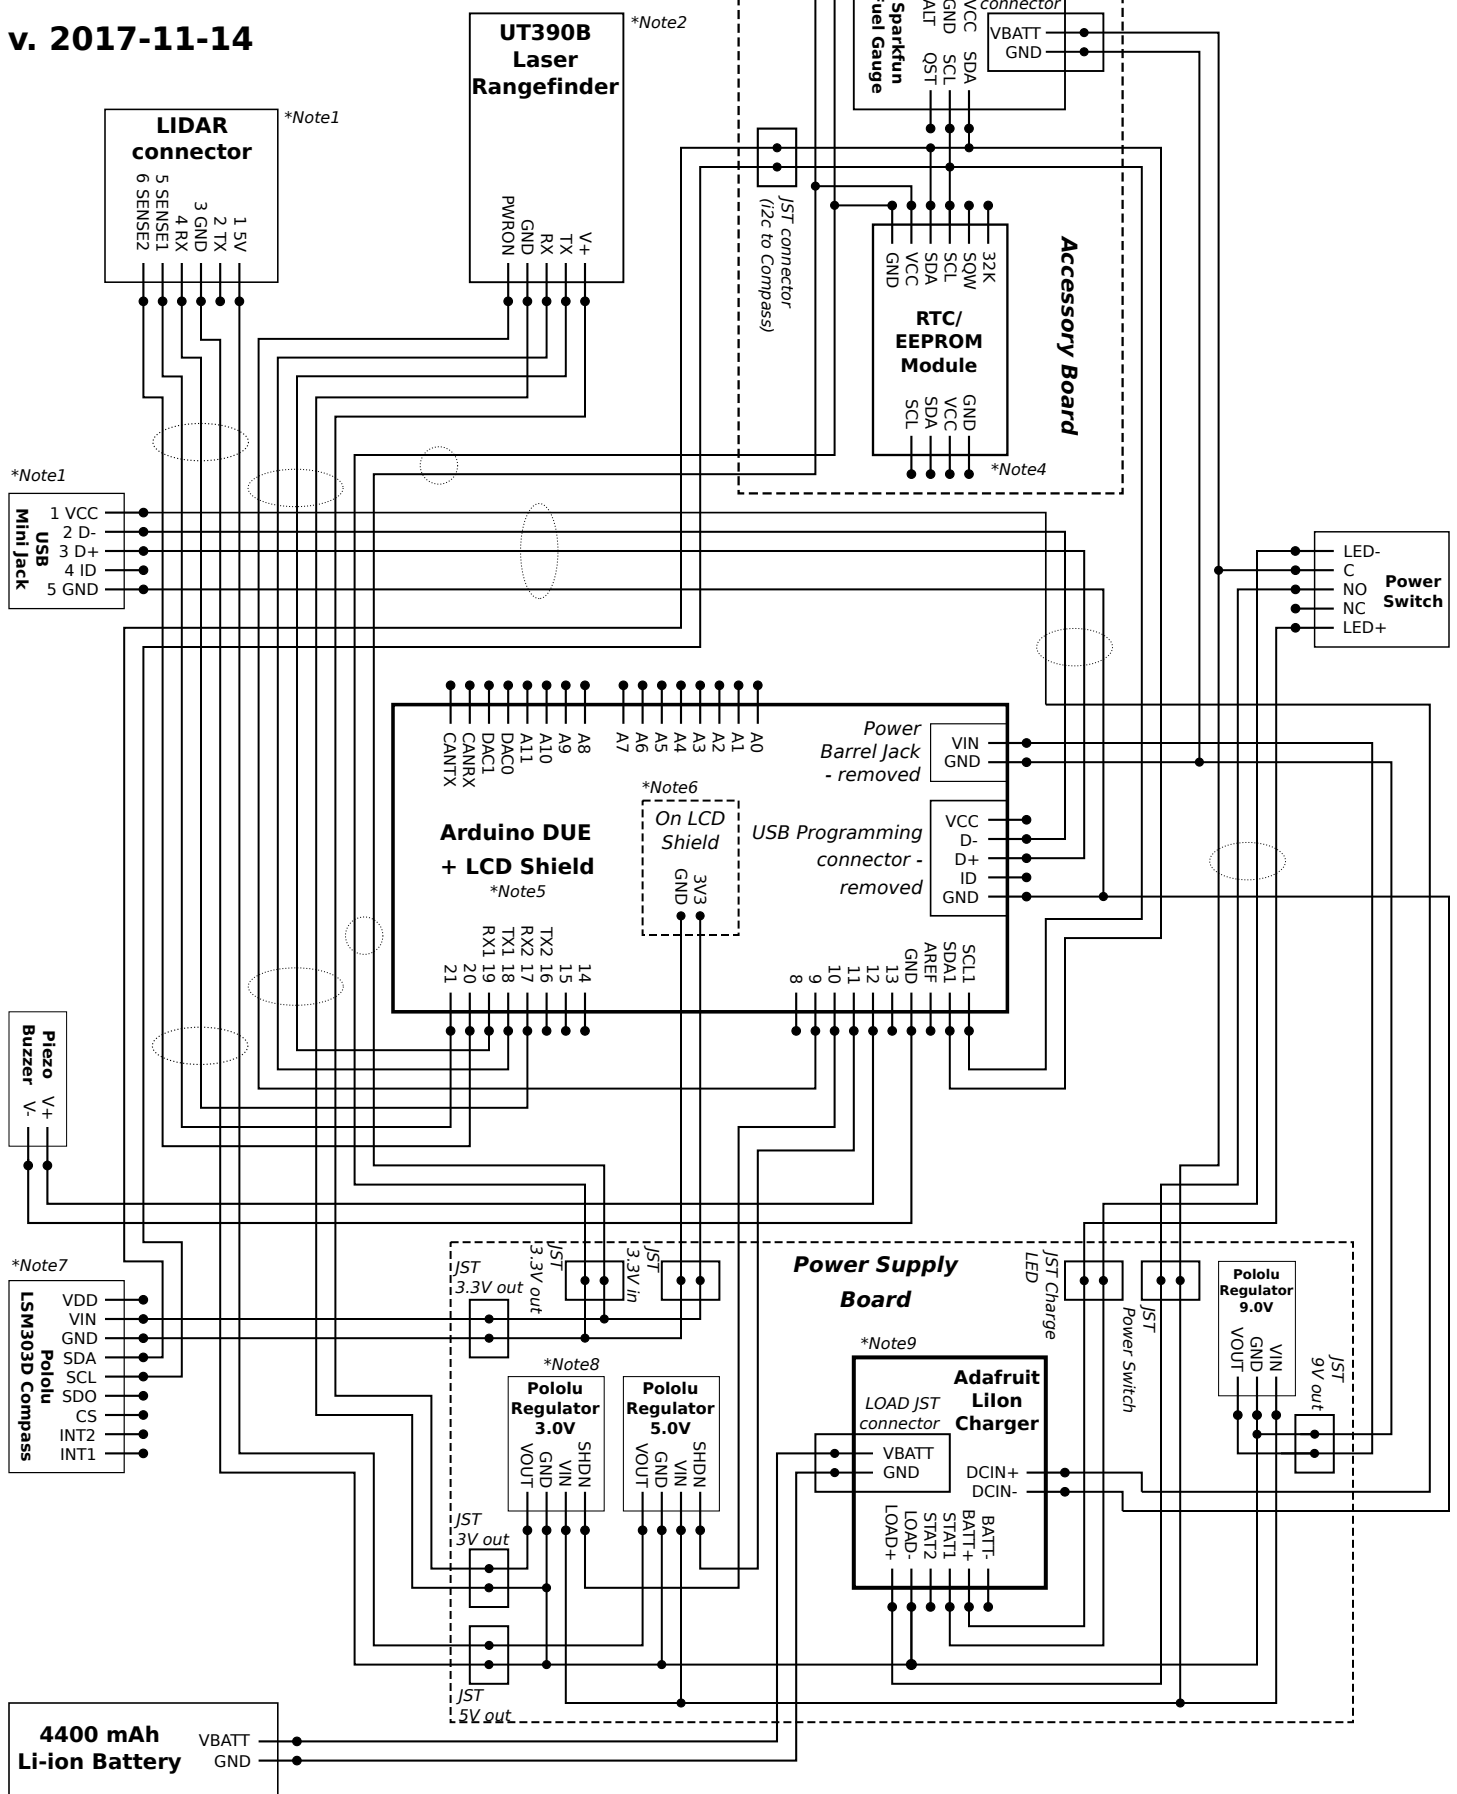 v. 2017-11-14
UT390B
Laser
Rangefinder
*Note2
PWRON
GND
RX
TX
V+
LIDAR
connector
*Note1
6 SENSE2
5 SENSE1
4 RX
3 GND
2 TX
1 5V
Sparkfun
Fuel Gauge
ALT
GND
VCC
QST
SCL
SDA
connector
VBATT
GND
JST connector
(i2c to Compass)
GND
VCC
SDA
SCL
SQW
32K
RTC/
EEPROM
Module
SCL
SDA
VCC
GND
*Note4
Accessory Board
*Note1
USB
Mini Jack
1 VCC
2 D-
3 D+
4 ID
5 GND
LED-
C
NO
NC
LED+
Power
Switch
CANTX
CANRX
DAC1
DAC0
A11
A10
A9
A8
A7
A6
A5
A4
A3
A2
A1
A0
Power
Barrel Jack
- removed
VIN
GND
*Note6
On LCD
Shield
GND
3V3
Arduino DUE
+ LCD Shield
*Note5
USB Programming
connector -
removed
VCC
D-
D+
ID
GND
21
20
RX1 19
TX1 18
RX2 17
TX2 16
15
14
8
9
10
11
12
13
GND
AREF
SDA1
SCL1
Piezo
Buzzer
V-
V+
*Note7
Pololu
LSM303D Compass
VDD
VIN
GND
SDA
SCL
SDO
CS
INT2
INT1
JST
3.3V out
JST
3.3V out
JST
3.3V in
Power Supply
Board
JST Charge
LED
JST
Power Switch
Pololu
Regulator
9.0V
VOUT
GND
VIN
JST
9V out
*Note8
Pololu
Regulator
3.0V
VOUT
GND
VIN
SHDN
Pololu
Regulator
5.0V
VOUT
GND
VIN
SHDN
*Note9
Adafruit
LiIon
Charger
LOAD JST
connector
VBATT
GND
DCIN+
DCIN-
LOAD+
LOAD-
STAT2
STAT1
BATT+
BATT-
JST
3V out
JST
5V out
4400 mAh
Li-ion Battery
VBATT
GND